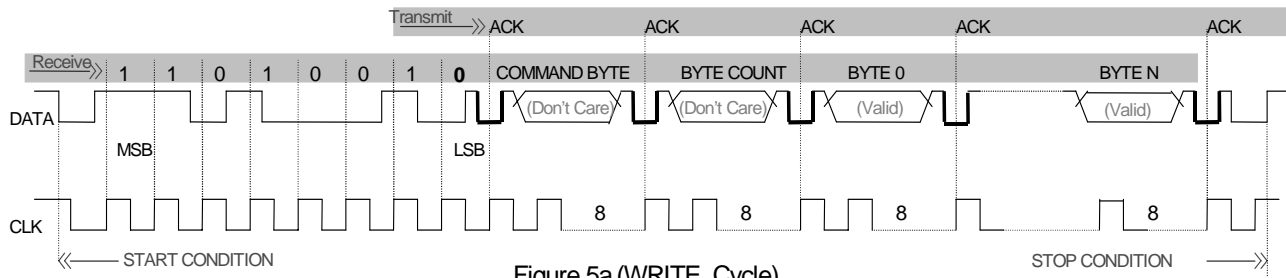 Transmit ACK ACK ACK ACK ACK
Receive 1 1 0 1 0 0 1 0 COMMAND BYTE BYTE COUNT BYTE 0 BYTE N
DATA (Don't Care) (Don't Care) (Valid) (Valid)
MSB LSB
CLK 8 8 8 8
START CONDITION STOP CONDITION
Figure 5a (WRITE Cycle)